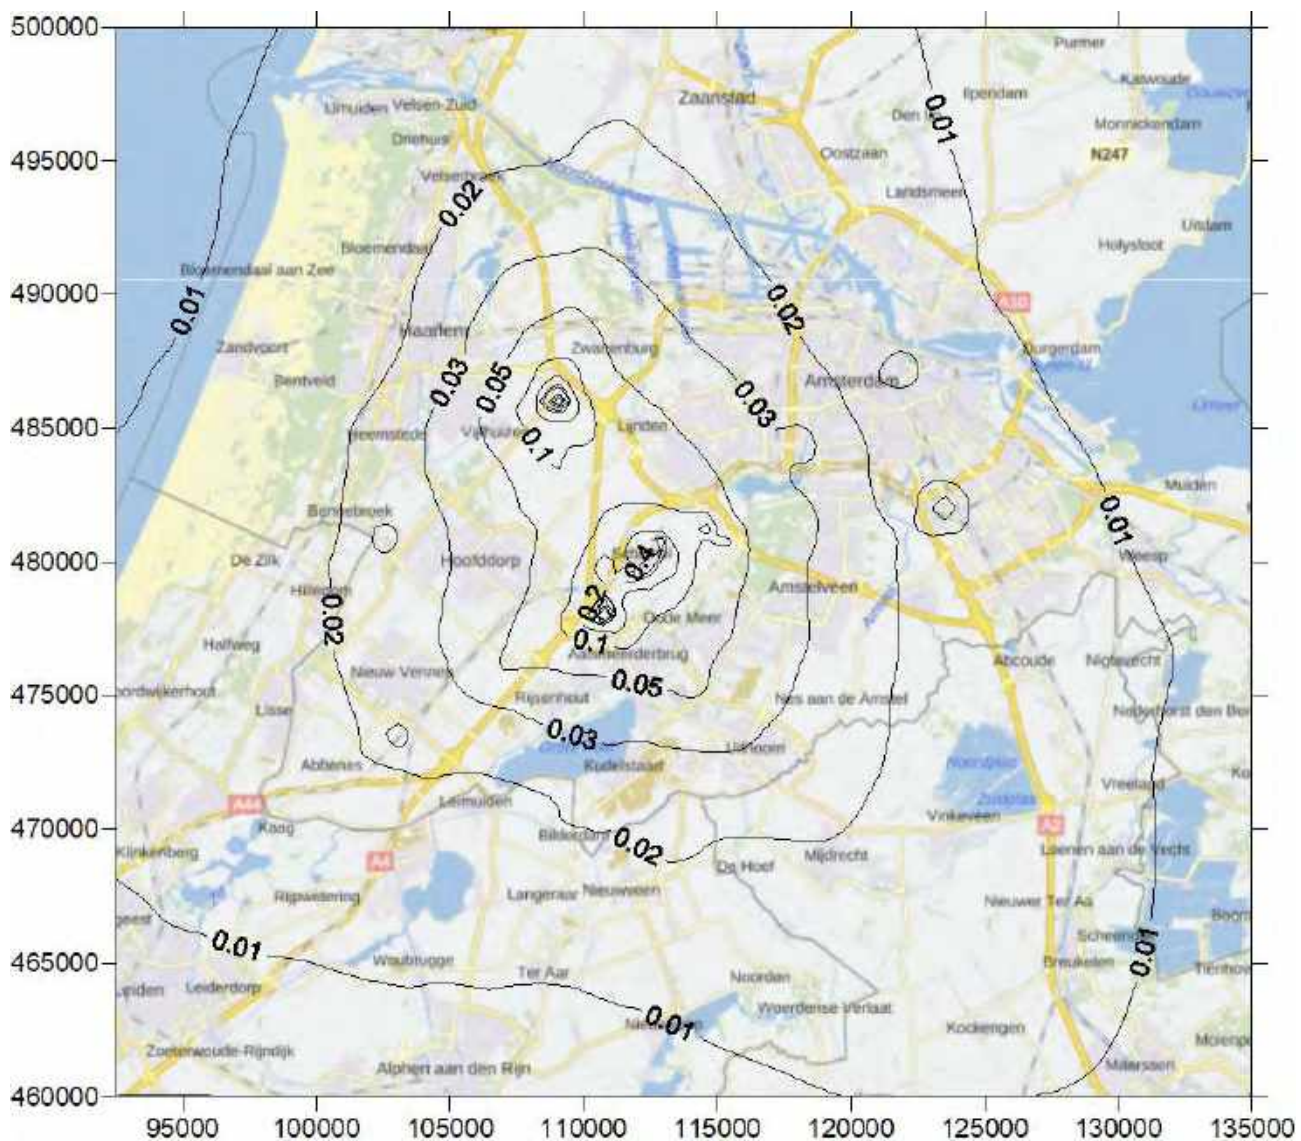 500000
Purmer
Katwoude
IJmuiden Velsen-Zuid
Zaanstad
Ilpendam
Monnickendam
Driehuis
0.01
495000
Oostzaan
N247
Landsmeer
0.02
Uitdam
Bloemendaal
Holysloot
Bloemendaal aan Zee
490000
0.01
0.02
A10
Haarlem
Zandvoort
Zwanenburg
Durgerdam
Bentveld
0.03
0.05
0.03
Amsterdam
485000
Heemstede
Vijfhuizen
Lijnden
0.1
Muiden
Bennebroek
0.01
480000
De Zilk
Hoofddorp
0.4
Weesp
Hillegom
0.02
0.2
Amstelveen
Oude Meer
Halfweg
0.1
Aalsmeerderbrug
Abcoude
Nigtevecht
475000
Nieuw Vennep
0.05
Rijsenhout
Nes aan de Amstel
Lisse
0.03
Uithoorn
Abbenes
Kudelstaart
Vreeland
A44
Leimuiden
470000
Kaag
Bilderdam
0.02
Vinkeveen
A2
Klinkenberg
A4
De Hoef
Mijdrecht
Loenen aan de Vecht
Rijpwetering
Langeraar
Nieuwveen
Nieuwer Ter Aa
0.01
0.01
465000
Woubrugge
Ter Aar
Noorden
Breukelen
Leiderdorp
0.01
Woerdense Verlaat
Kockengen
Zoeterwoude-Rijndijk
Alphen aan den Rijn
Maarssen
460000
95000 100000 105000 110000 115000 120000 125000 130000 135000